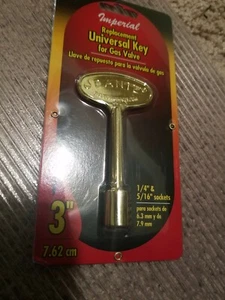 Imperial
Replacement
Universal Key
for Gas Valve
Llave de repuesto para la válvula de gas
3"
7.62 cm
1/4" &
5/16" sockets
para sockets de
6.3 mm y de
7.9 mm